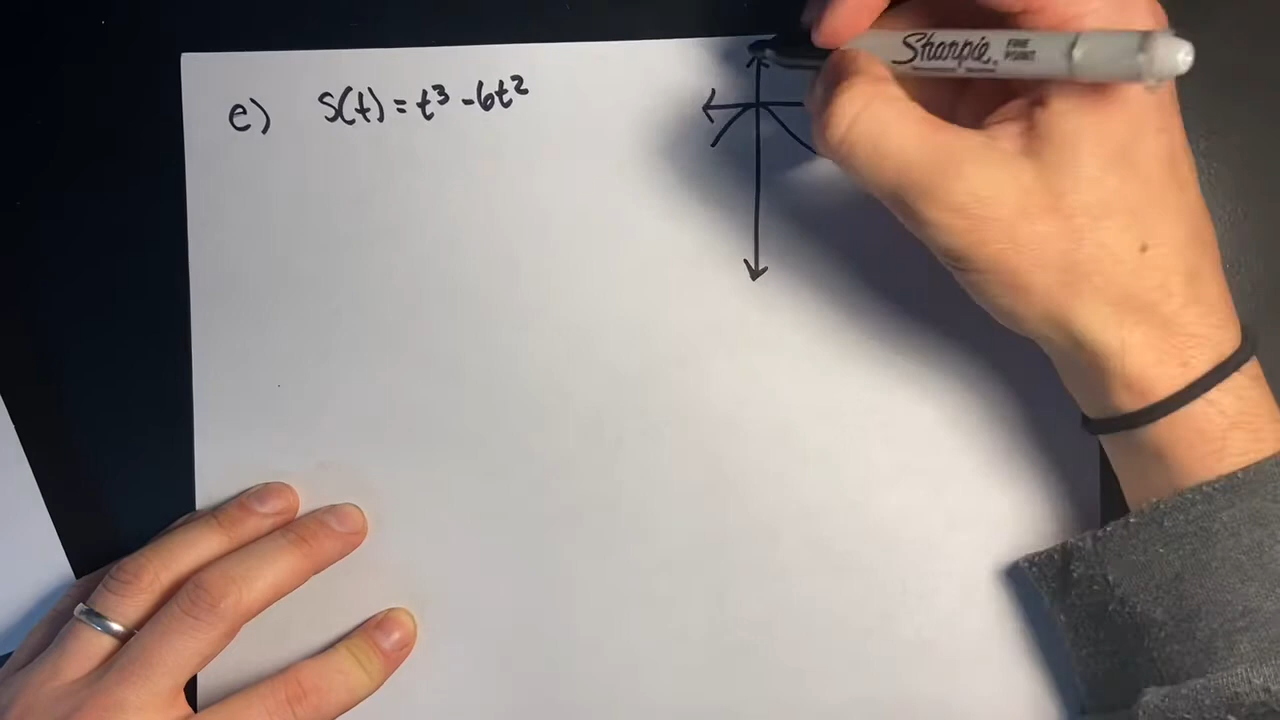 e) S(t) = t³ - 6t²
Sharpie. FINE POINT